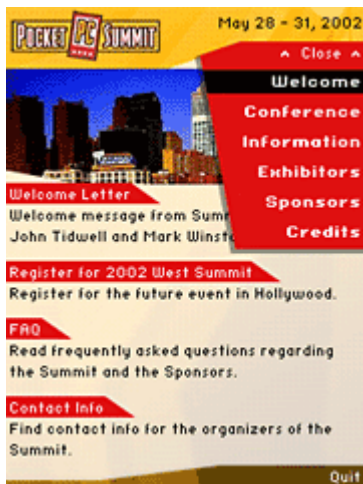 POCKET PC SUMMIT
May 28 - 31, 2002
^ Close ^
Welcome
Conference
Information
Exhibitors
Sponsors
Credits
Welcome Letter
Welcome message from
John Tidwell and Mark
Register for 2002 West Summit
Register for the future event in Hollywood.
FAQ
Read frequently asked questions regarding
the Summit and the Sponsors.
Contact Info
Find contact info for the organizers of the
Summit.
Quit